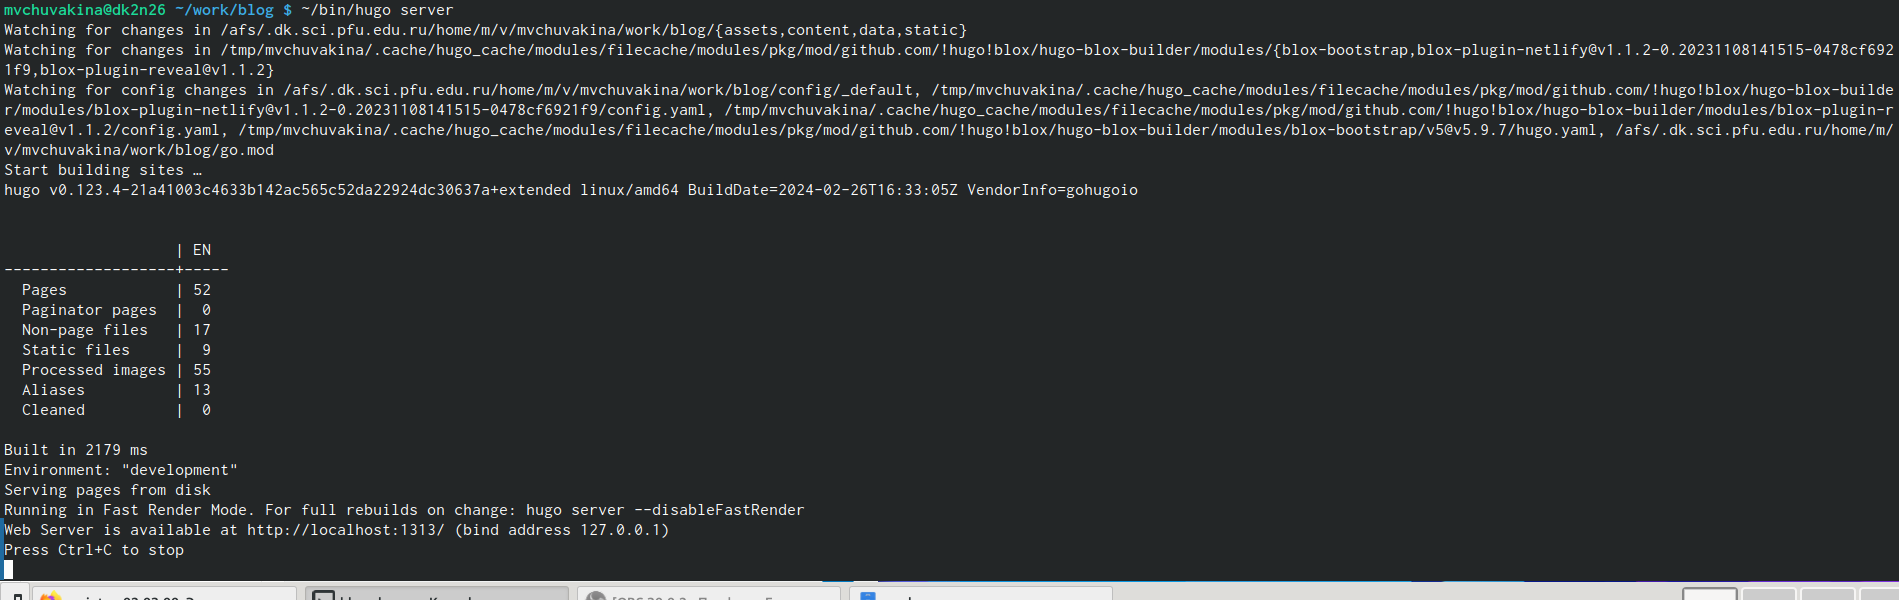 mvchuvakina@dk2n26 ~/work/blog $ ~/bin/hugo server
Watching for changes in /afs/.dk.sci.pfu.edu.ru/home/m/v/mvchuvakina/work/blog/{assets,content,data,static}
Watching for changes in /tmp/mvchuvakina/.cache/hugo_cache/modules/filecache/modules/pkg/mod/github.com/!hugo!blox/hugo-blox-builder/modules/{blox-bootstrap,blox-plugin-netlify@v1.1.2-0.20231108141515-0478cf692
1f9,blox-plugin-reveal@v1.1.2}
Watching for config changes in /afs/.dk.sci.pfu.edu.ru/home/m/v/mvchuvakina/work/blog/config/_default, /tmp/mvchuvakina/.cache/hugo_cache/modules/filecache/modules/pkg/mod/github.com/!hugo!blox/hugo-blox-builde
r/modules/blox-plugin-netlify@v1.1.2-0.20231108141515-0478cf6921f9/config.yaml, /tmp/mvchuvakina/.cache/hugo_cache/modules/filecache/modules/pkg/mod/github.com/!hugo!blox/hugo-blox-builder/modules/blox-plugin-r
eveal@v1.1.2/config.yaml, /tmp/mvchuvakina/.cache/hugo_cache/modules/filecache/modules/pkg/mod/github.com/!hugo!blox/hugo-blox-builder/modules/blox-bootstrap/v5@v5.9.7/hugo.yaml, /afs/.dk.sci.pfu.edu.ru/home/m/
v/mvchuvakina/work/blog/go.mod
Start building sites …
hugo v0.123.4-21a41003c4633b142ac565c52da22924dc30637a+extended linux/amd64 BuildDate=2024-02-26T16:33:05Z VendorInfo=gohugoio
                   | EN
-------------------+-----
  Pages            | 52
  Paginator pages  |  0
  Non-page files   | 17
  Static files     |  9
  Processed images | 55
  Aliases          | 13
  Cleaned          |  0
Built in 2179 ms
Environment: "development"
Serving pages from disk
Running in Fast Render Mode. For full rebuilds on change: hugo server --disableFastRender
Web Server is available at http://localhost:1313/ (bind address 127.0.0.1)
Press Ctrl+C to stop